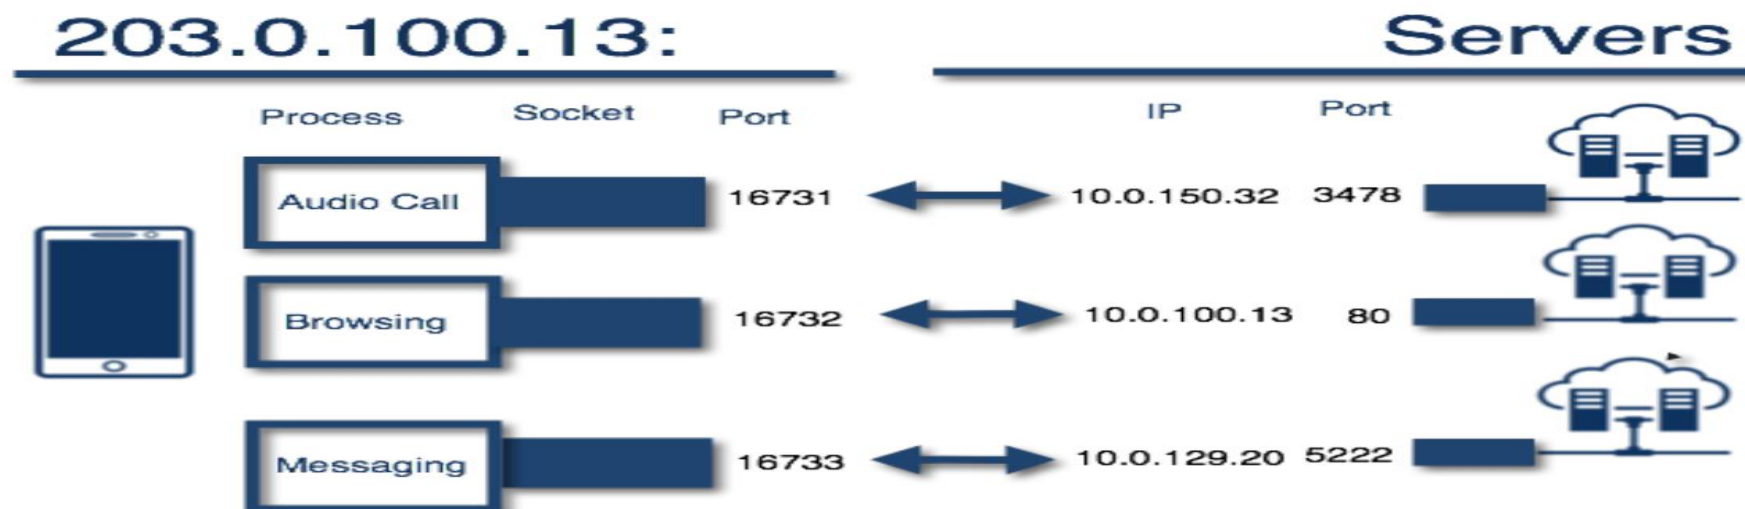 203.0.100.13: Servers
Process Socket Port IP Port
Audio Call 16731 10.0.150.32 3478
Browsing 16732 10.0.100.13 80
Messaging 16733 10.0.129.20 5222